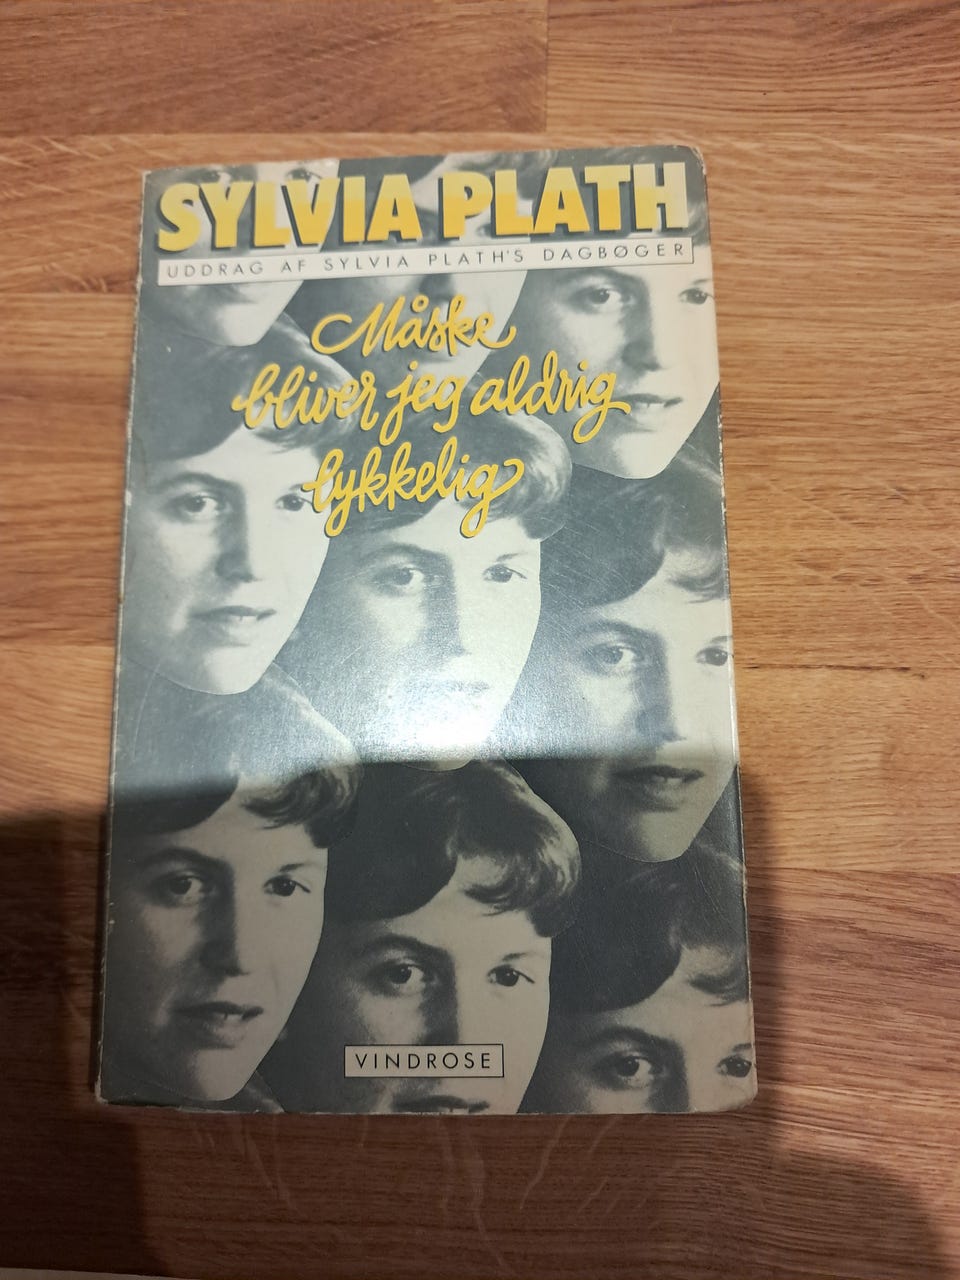 SYLVIA PLATH
UDDRAG AF SYLVIA PLATH'S DAGBØGER
Måske
bliver jeg aldrig
lykkelig
VINDROSE